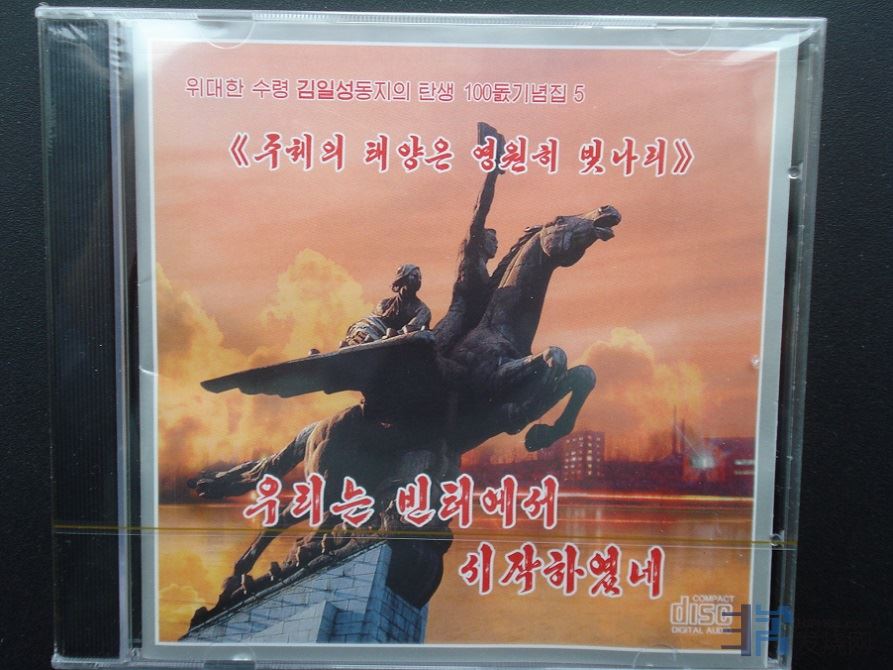 위대한 수령 김일성동지의 탄생 100돐기념집 5
《주체의 태양은 영원히 빛나리》
우리는 빈터에서
시작하였네
COMPACT
disc
DIGITAL AUDIO